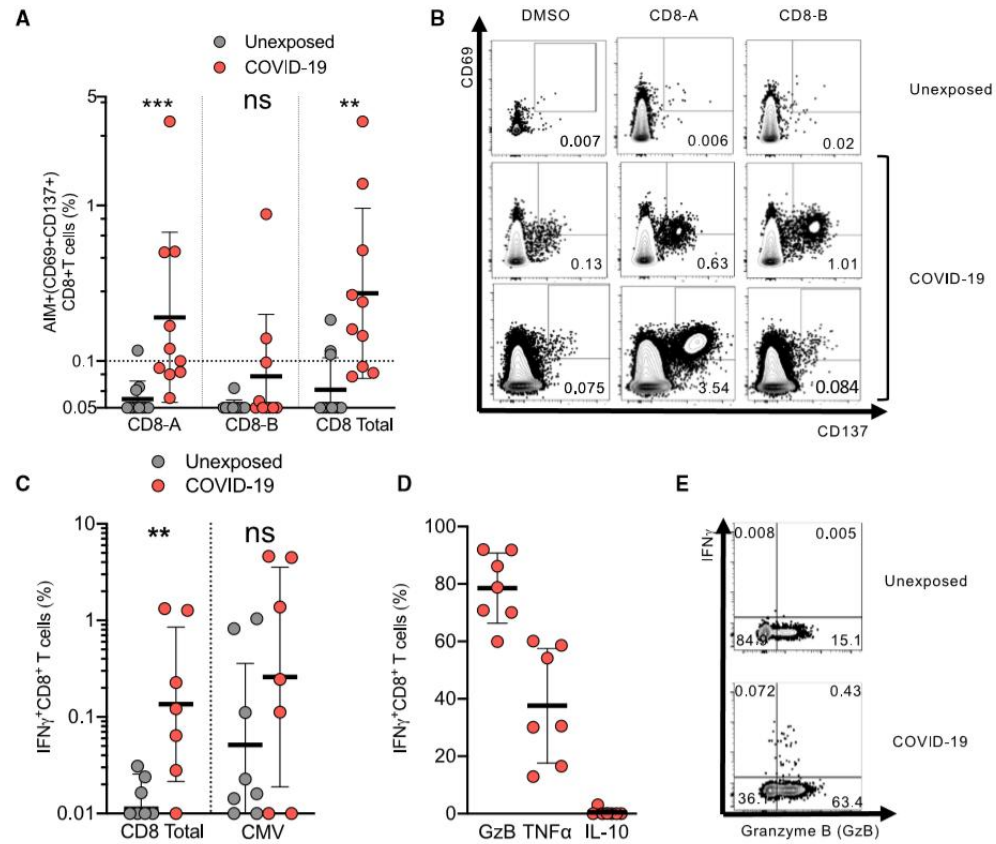 A
Unexposed
COVID-19
*** ns **
5
1
0.1
0.05
AIM+(CD69+CD137+)
CD8+T cells (%)
CD8-A CD8-B CD8 Total
B
DMSO CD8-A CD8-B
CD69
0.007 0.006 0.02
Unexposed
0.13 0.63 1.01
COVID-19
0.075 3.54 0.084
CD137
C
Unexposed
COVID-19
** ns
10
1
0.1
0.01
IFNγ+CD8+ T cells (%)
CD8 Total CMV
D
100
80
60
40
20
0
IFNγ+CD8+ T cells (%)
GzB TNFα IL-10
E
IFNγ
0.008 0.005
Unexposed
84.9 15.1
0.072 0.43
COVID-19
36.1 63.4
Granzyme B (GzB)